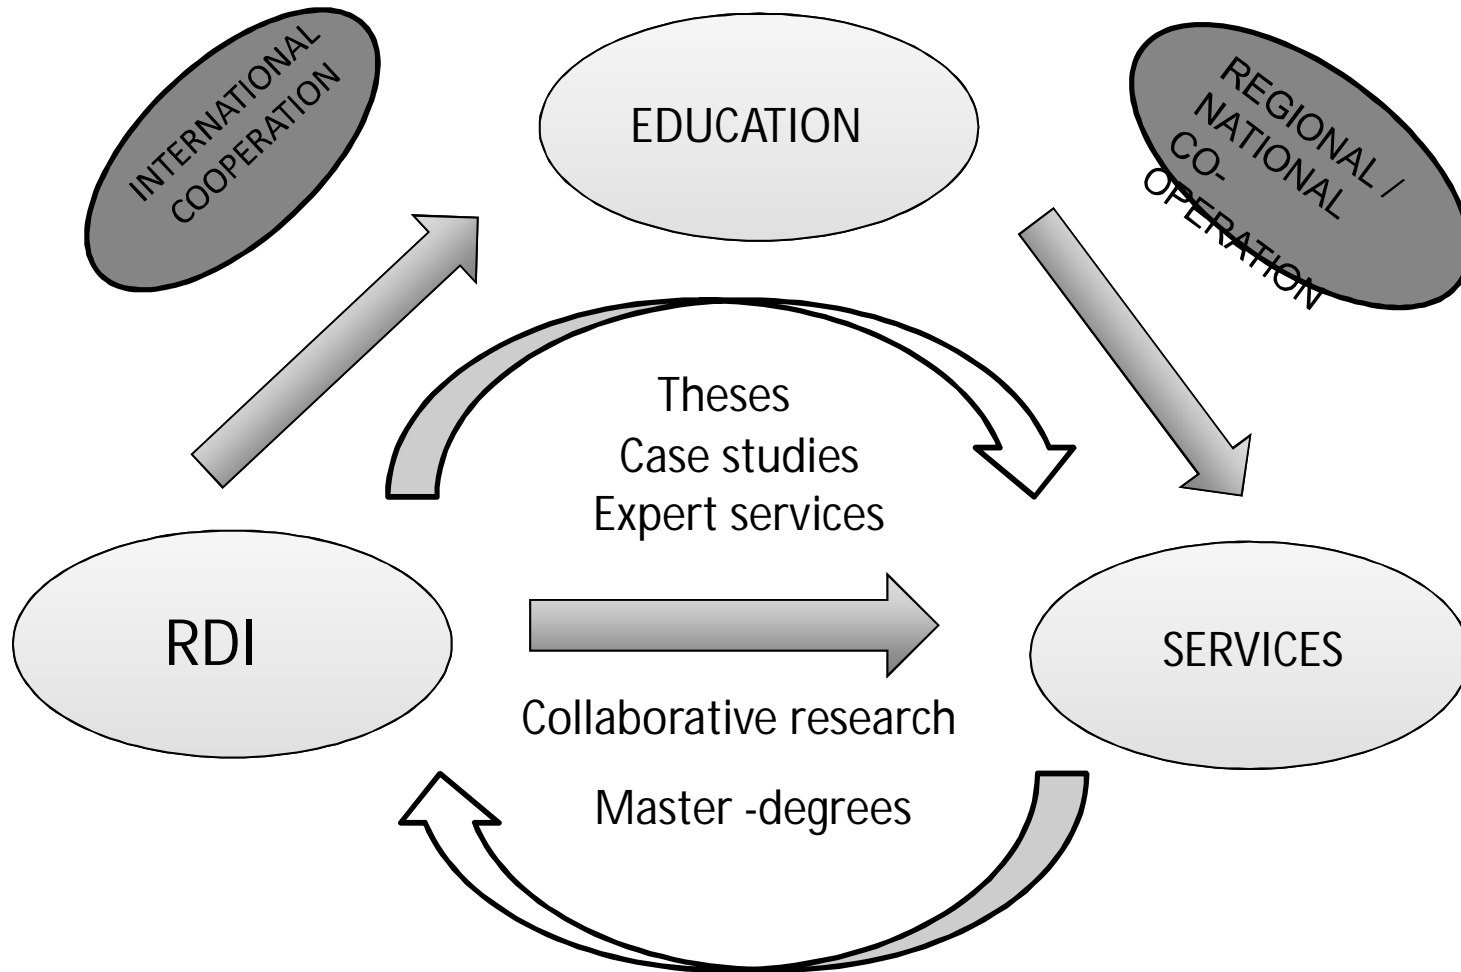 INTERNATIONAL
COOPERATION
EDUCATION
REGIONAL /
NATIONAL
CO-
OPERATION
Theses
Case studies
Expert services
RDI
SERVICES
Collaborative research
Master -degrees